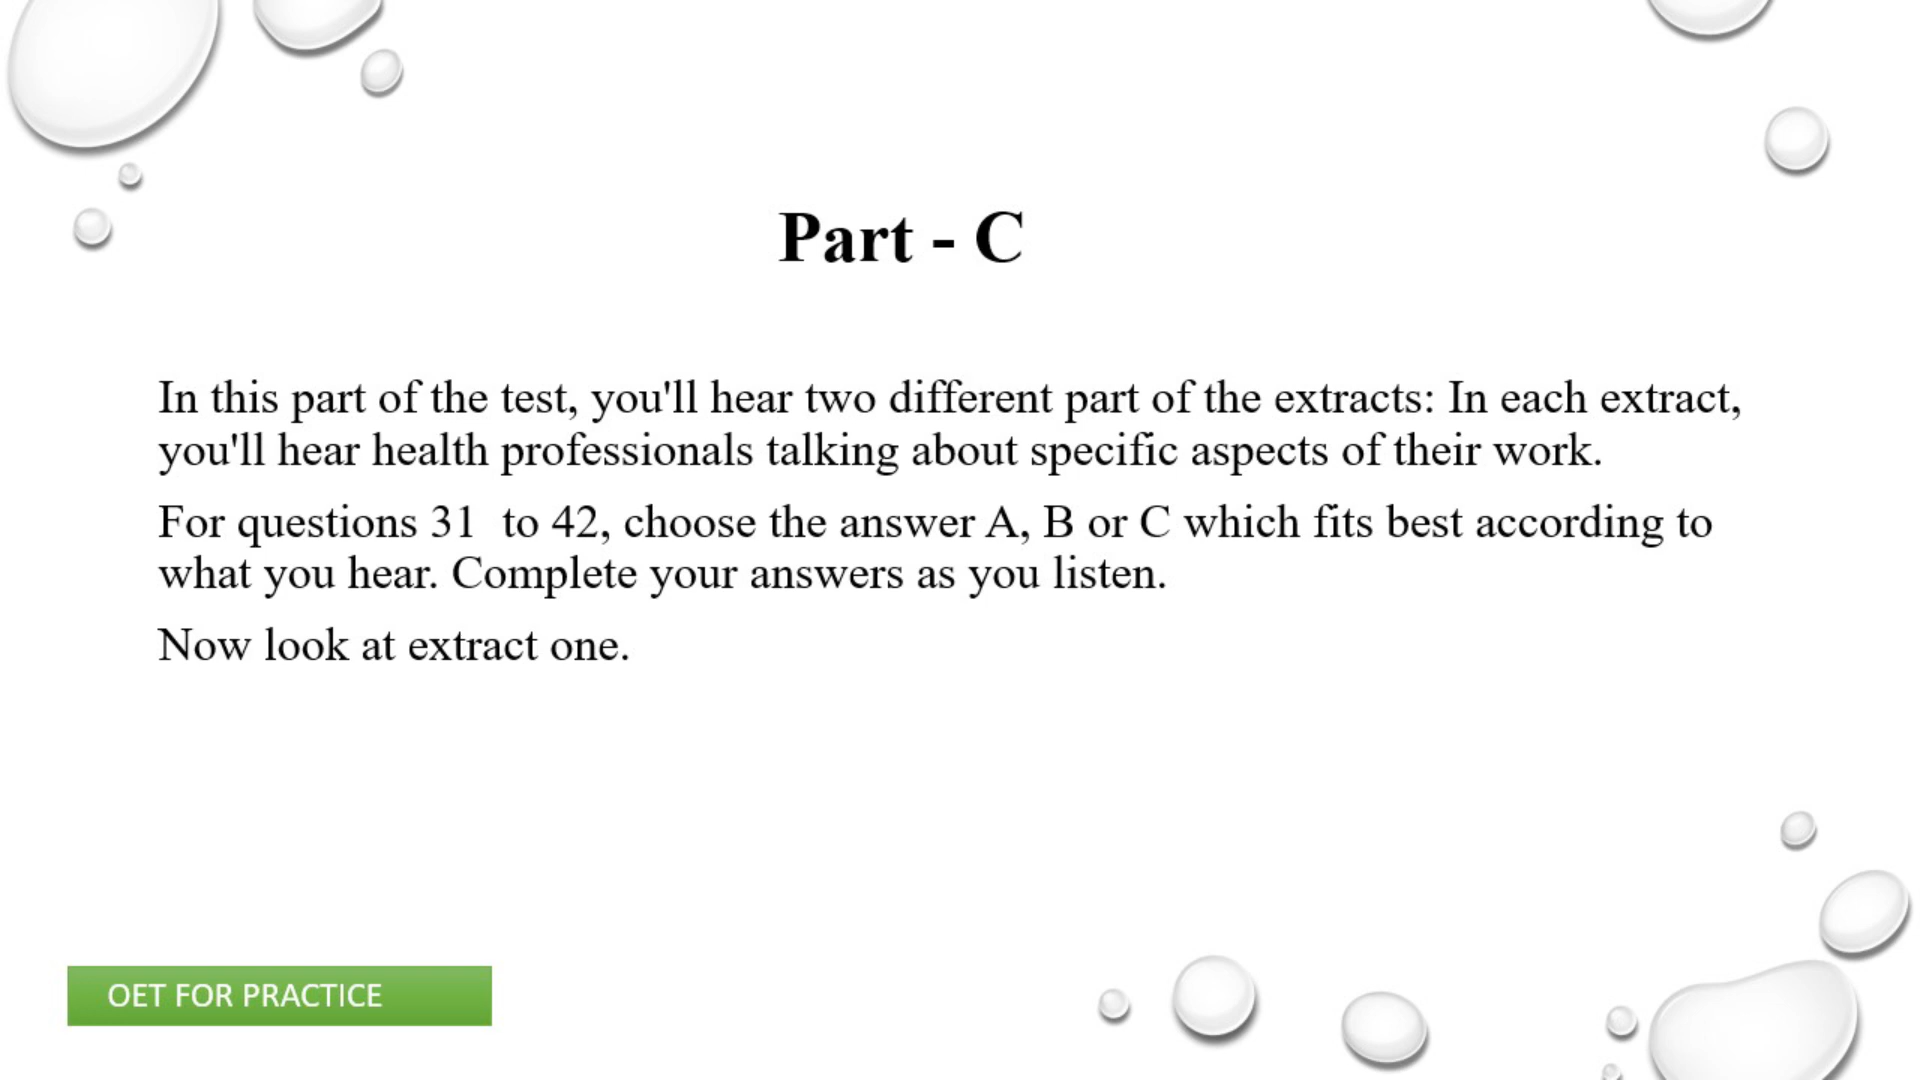 Part - C
In this part of the test, you'll hear two different part of the extracts: In each extract,
you'll hear health professionals talking about specific aspects of their work.
For questions 31  to 42, choose the answer A, B or C which fits best according to
what you hear. Complete your answers as you listen.
Now look at extract one.
OET FOR PRACTICE